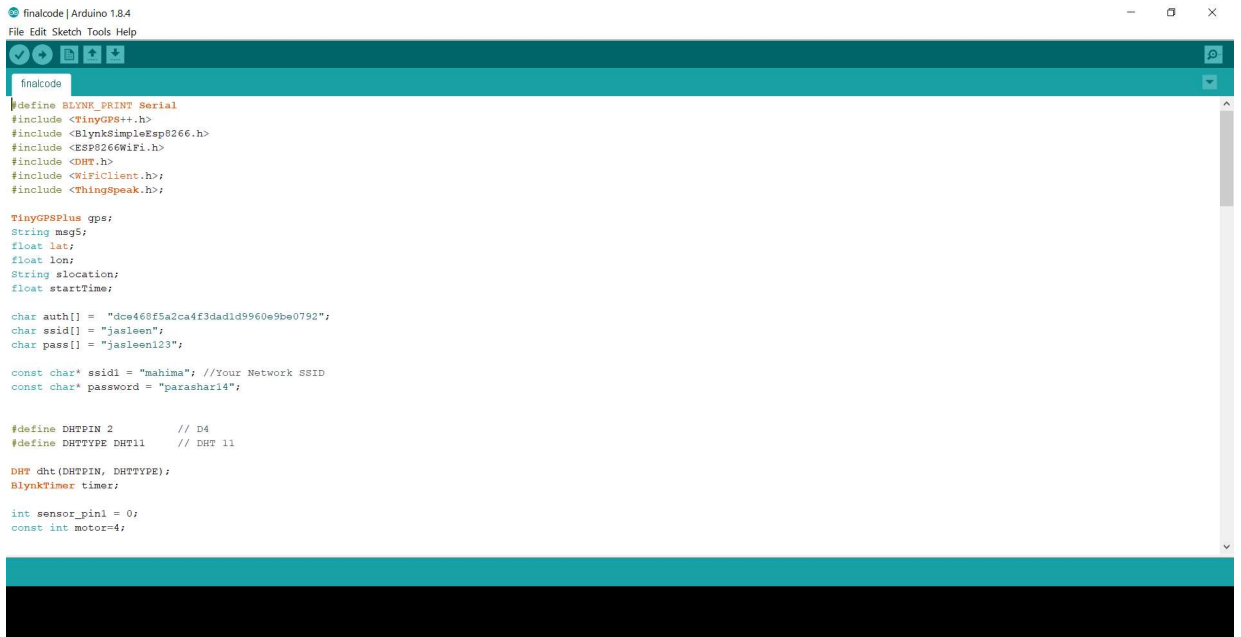 finalcode | Arduino 1.8.4
File Edit Sketch Tools Help
finalcode
#define BLYNK_PRINT Serial
#include <TinyGPS++.h>
#include <BlynkSimpleEsp8266.h>
#include <ESP8266WiFi.h>
#include <DHT.h>
#include <WiFiClient.h>;
#include <ThingSpeak.h>;
TinyGPSPlus gps;
String msg5;
float lat;
float lon;
String slocation;
float startTime;
char auth[] =  "dce468f5a2ca4f3dad1d9960e9be0792";
char ssid[] = "jasleen";
char pass[] = "jasleen123";
const char* ssid1 = "mahima"; //Your Network SSID
const char* password = "parashar14";
#define DHTPIN 2          // D4
#define DHTTYPE DHT11     // DHT 11
DHT dht(DHTPIN, DHTTYPE);
BlynkTimer timer;
int sensor_pin1 = 0;
const int motor=4;